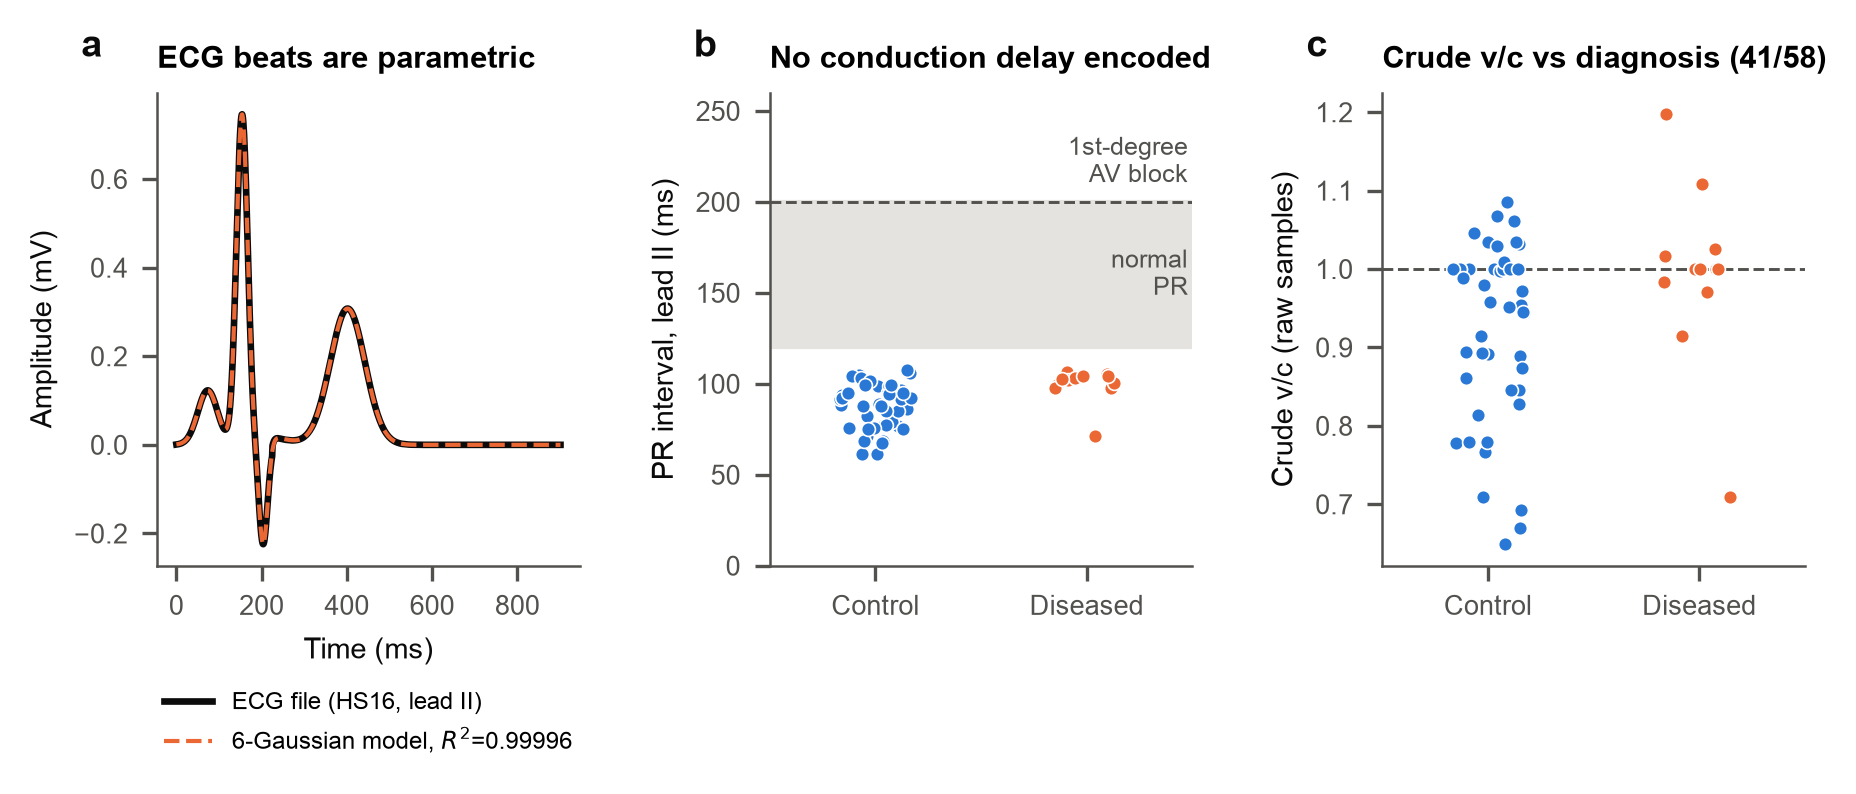 a
ECG beats are parametric
Amplitude (mV)
0.6
0.4
0.2
0.0
−0.2
0 200 400 600 800
Time (ms)
ECG file (HS16, lead II)
6-Gaussian model, R²=0.99996
b
No conduction delay encoded
PR interval, lead II (ms)
250
200
150
100
50
0
1st-degree
AV block
normal
PR
Control Diseased
c
Crude v/c vs diagnosis (41/58)
Crude v/c (raw samples)
1.2
1.1
1.0
0.9
0.8
0.7
Control Diseased